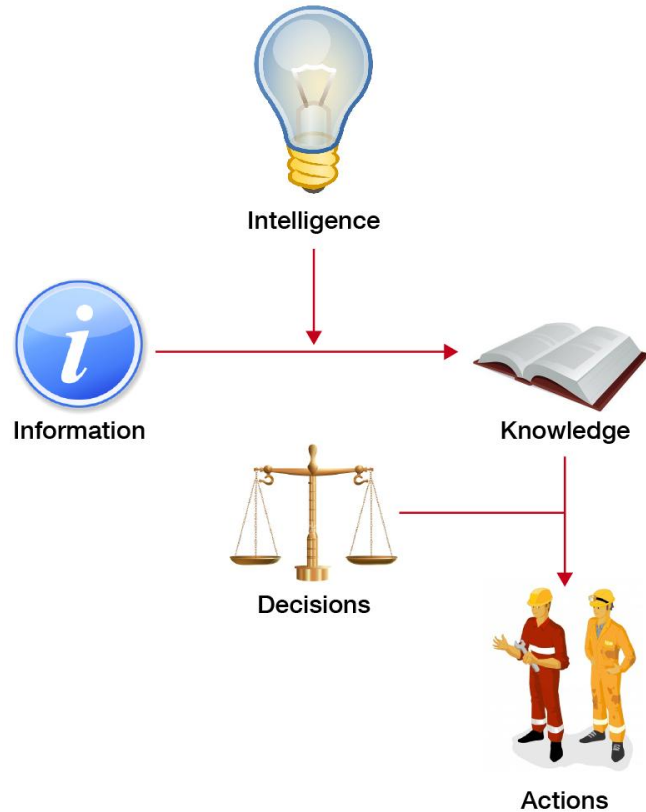 Intelligence
Information
Knowledge
Decisions
Actions